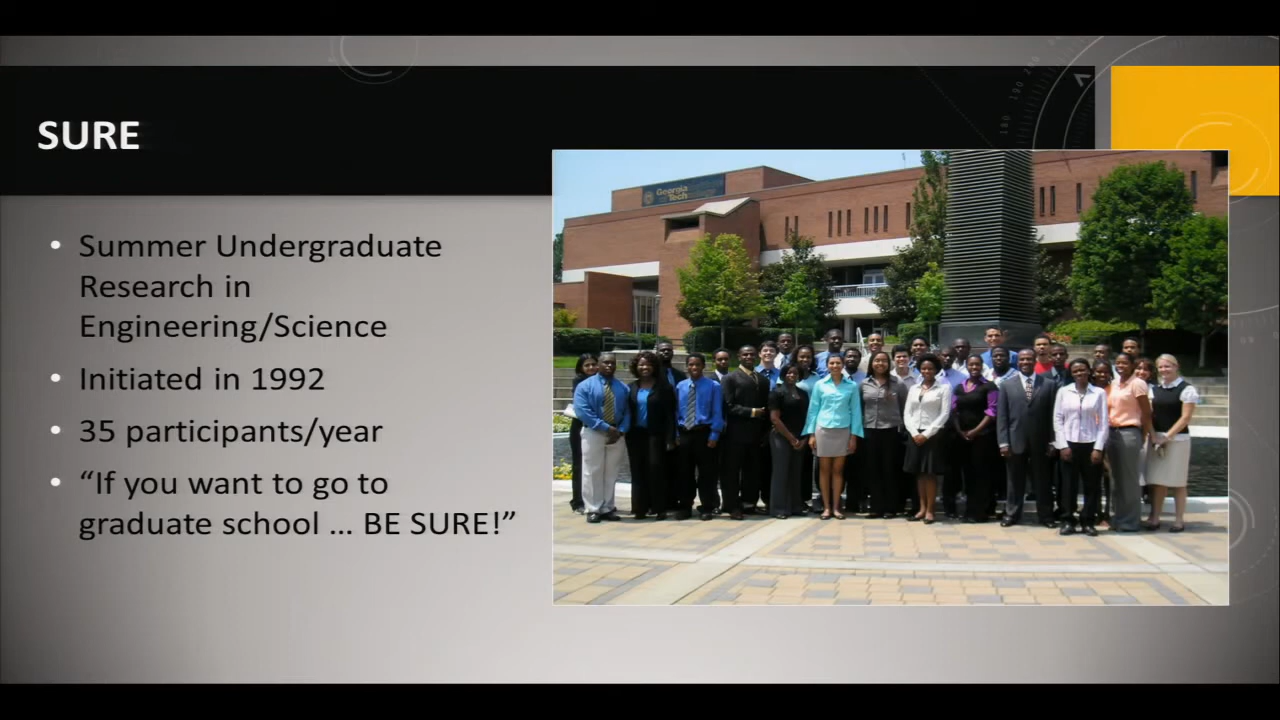 SURE
• Summer Undergraduate
Research in
Engineering/Science
• Initiated in 1992
• 35 participants/year
• “If you want to go to
graduate school ... BE SURE!”
Georgia
Tech